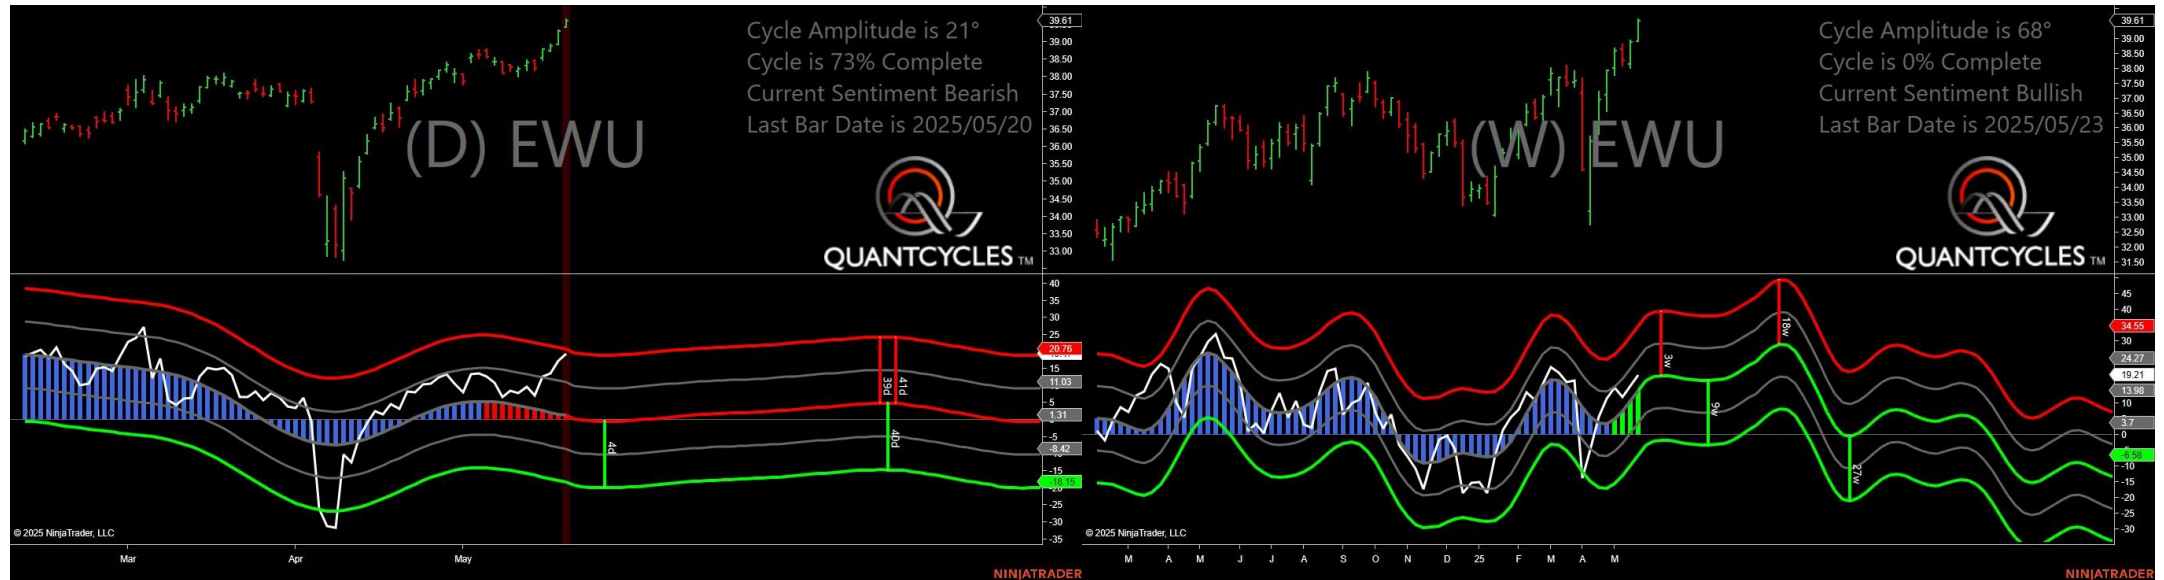 Cycle Amplitude is 21°
Cycle is 73% Complete
Current Sentiment Bearish
Last Bar Date is 2025/05/20
(D) EWU
QUANTCYCLES TM
39.61
39.00
38.50
38.00
37.50
37.00
36.50
36.00
35.50
35.00
34.50
34.00
33.50
33.00
40
35
30
25
20.76
15
11.03
5
1.31
-5
-8.42
-15
-18.15
-25
-30
-35
4d
39d
41d
40d
© 2025 NinjaTrader, LLC
Mar Apr May
NINJATRADER
Cycle Amplitude is 68°
Cycle is 0% Complete
Current Sentiment Bullish
Last Bar Date is 2025/05/23
(W) EWU
QUANTCYCLES TM
39.61
39.00
38.50
38.00
37.50
37.00
36.50
36.00
35.50
35.00
34.50
34.00
33.50
33.00
32.50
32.00
31.50
45
34.55
30
24.27
19.21
13.98
10
3.7
0
-6.58
-10
-15
-20
-25
-30
3w
9w
18w
27w
© 2025 NinjaTrader, LLC
M A M J J A S O N D 25 F M A M
NINJATRADER